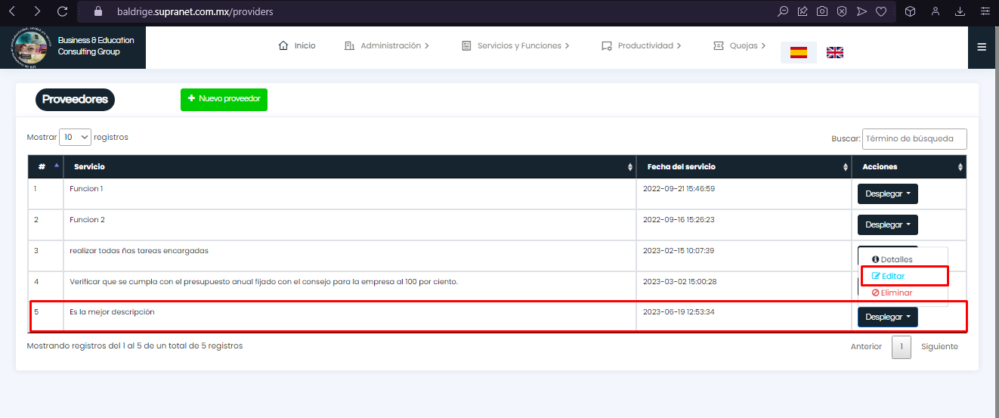 baldrige.supranet.com.mx/providers
Business & Education
Consulting Group
Inicio
Administración
Servicios y Funciones
Productividad
Quejas
Proveedores
Nuevo proveedor
Mostrar 10 registros
Buscar: Término de búsqueda
# Servicio Fecha del servicio Acciones
1 Funcion 1 2022-09-21 15:46:59 Desplegar
2 Funcion 2 2022-09-16 15:26:23 Desplegar
3 realizar todas ñas tareas encargadas 2023-02-15 10:07:39
Detalles
Editar
4 Verificar que se cumpla con el presupuesto anual fijado con el consejo para la empresa al 100 por ciento. 2023-03-02 15:00:28
Eliminar
5 Es la mejor descripción 2023-06-19 12:53:34 Desplegar
Mostrando registros del 1 al 5 de un total de 5 registros
Anterior 1 Siguiente